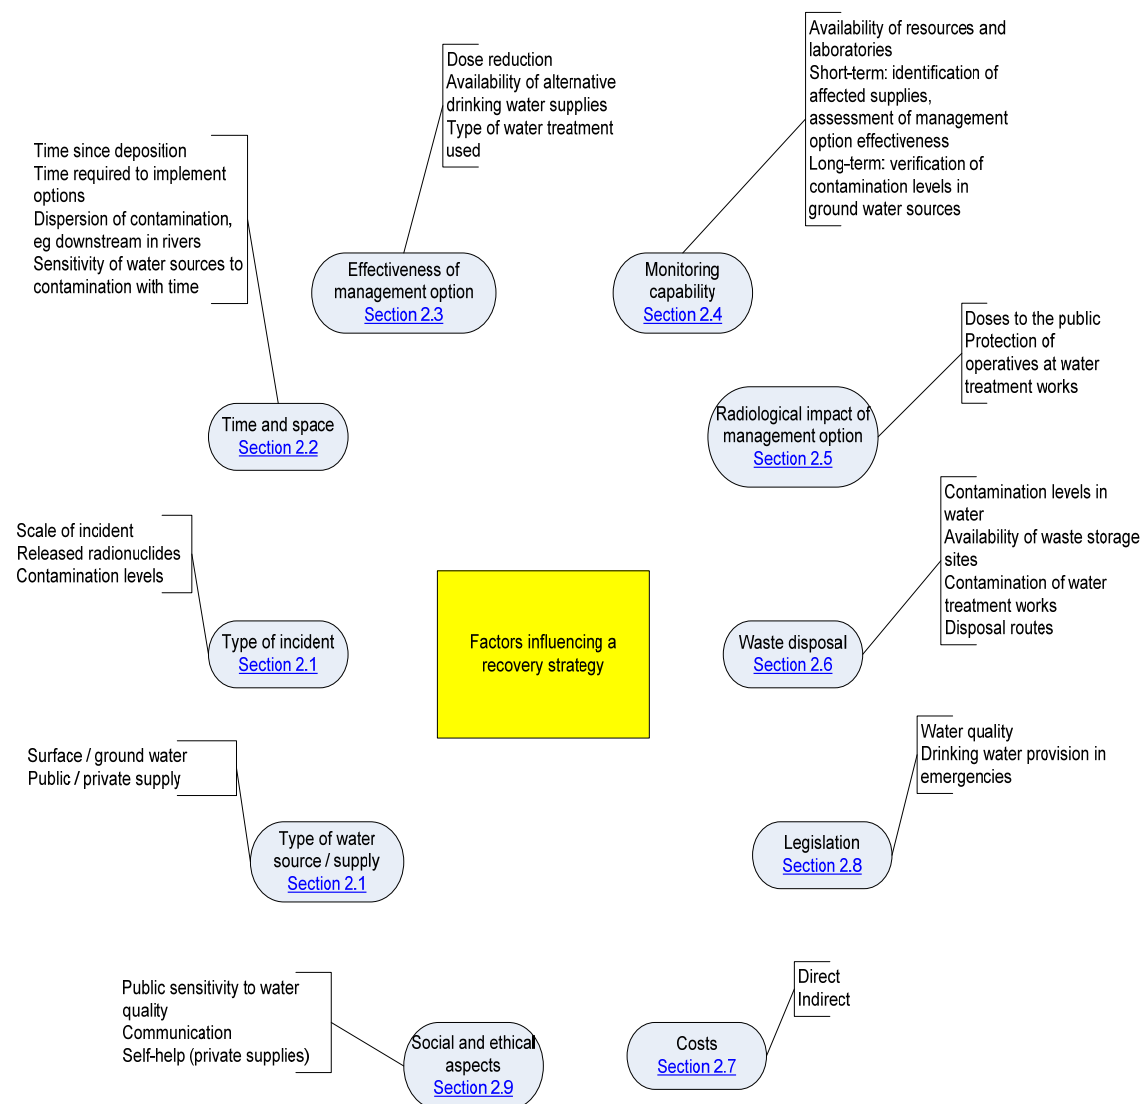 Availability of resources and
laboratories
Short-term: identification of
affected supplies,
assessment of management
option effectiveness
Long-term: verification of
contamination levels in
ground water sources
Dose reduction
Availability of alternative
drinking water supplies
Type of water treatment
used
Time since deposition
Time required to implement
options
Dispersion of contamination,
eg downstream in rivers
Sensitivity of water sources to
contamination with time
Effectiveness of
management option
Section 2.3
Monitoring
capability
Section 2.4
Doses to the public
Protection of
operatives at water
treatment works
Time and space
Section 2.2
Radiological impact of
management option
Section 2.5
Contamination levels in
water
Availability of waste storage
sites
Contamination of water
treatment works
Disposal routes
Scale of incident
Released radionuclides
Contamination levels
Type of incident
Section 2.1
Factors influencing a
recovery strategy
Waste disposal
Section 2.6
Surface / ground water
Public / private supply
Water quality
Drinking water provision in
emergencies
Type of water
source / supply
Section 2.1
Legislation
Section 2.8
Public sensitivity to water
quality
Communication
Self-help (private supplies)
Direct
Indirect
Social and ethical
aspects
Section 2.9
Costs
Section 2.7